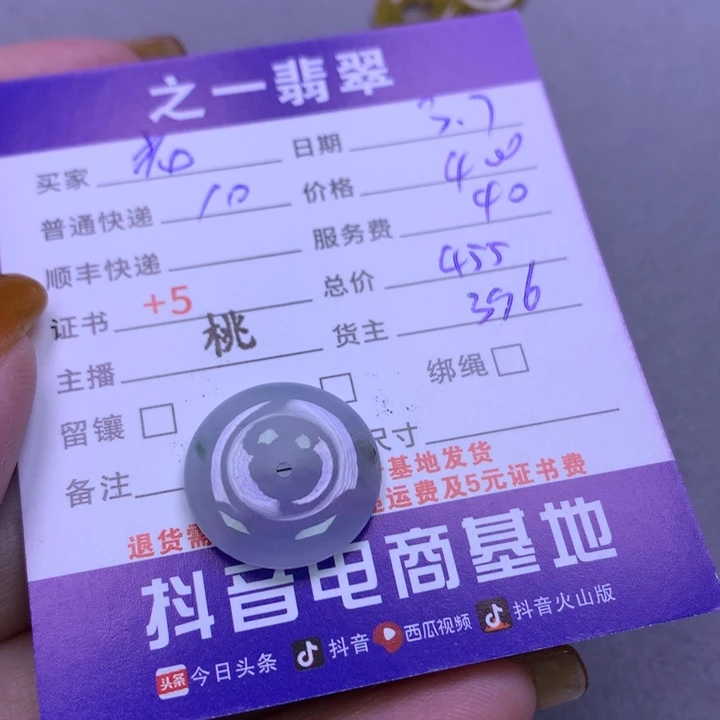 之一翡翠
买家 日期 3.7
普通快递 10 价格 400
顺丰快递 服务费 40
证书 +5 总价 455
主播 桃 货主 396
留镶 绑绳
备注 尺寸
基地发货
退货需 运费及5元证书费
抖音电商基地
头条 今日头条 抖音 西瓜视频 抖音火山版